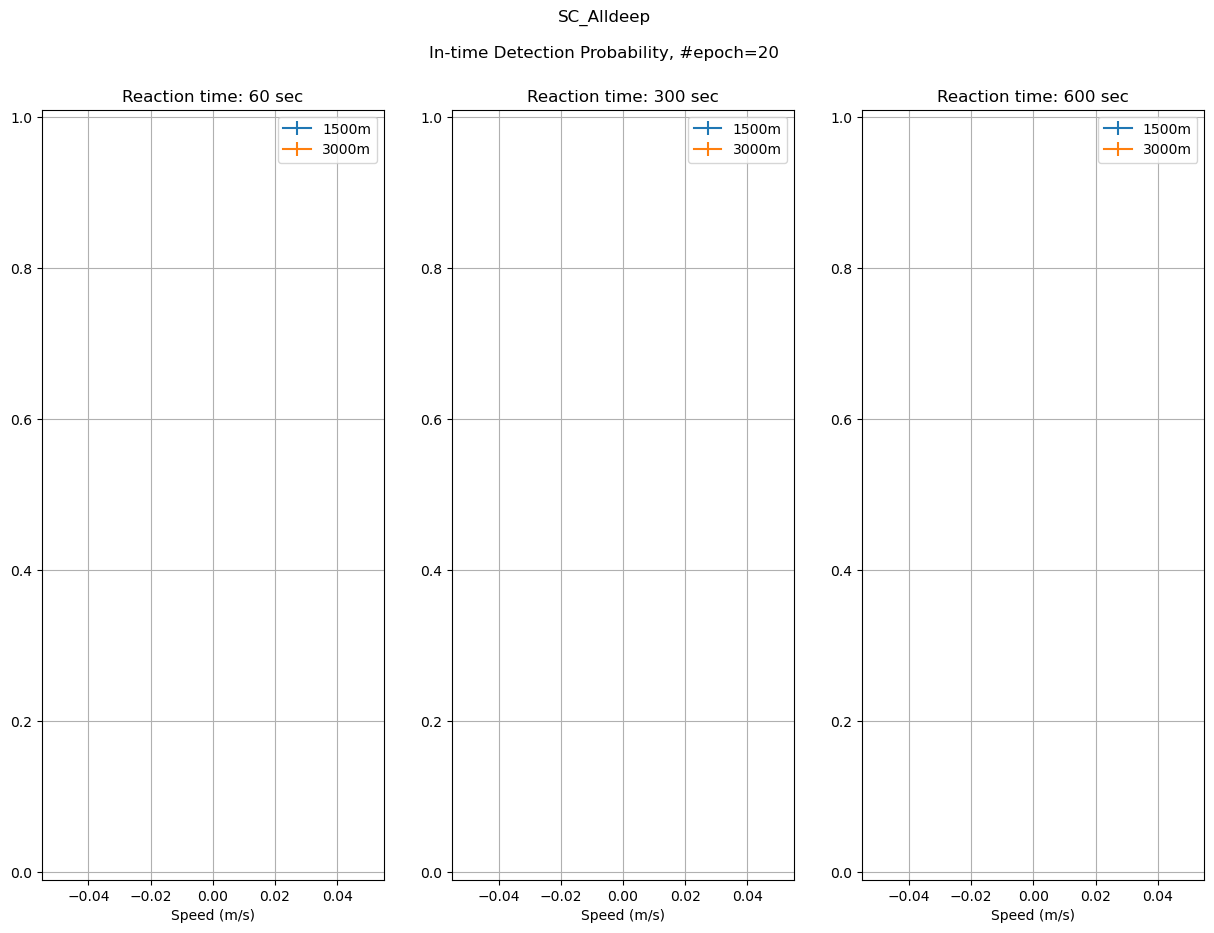 SC_Alldeep
In-time Detection Probability, #epoch=20
Reaction time: 60 sec
1.0
0.8
0.6
0.4
0.2
0.0
1500m
3000m
−0.04 −0.02 0.00 0.02 0.04
Speed (m/s)
Reaction time: 300 sec
1.0
0.8
0.6
0.4
0.2
0.0
1500m
3000m
−0.04 −0.02 0.00 0.02 0.04
Speed (m/s)
Reaction time: 600 sec
1.0
0.8
0.6
0.4
0.2
0.0
1500m
3000m
−0.04 −0.02 0.00 0.02 0.04
Speed (m/s)